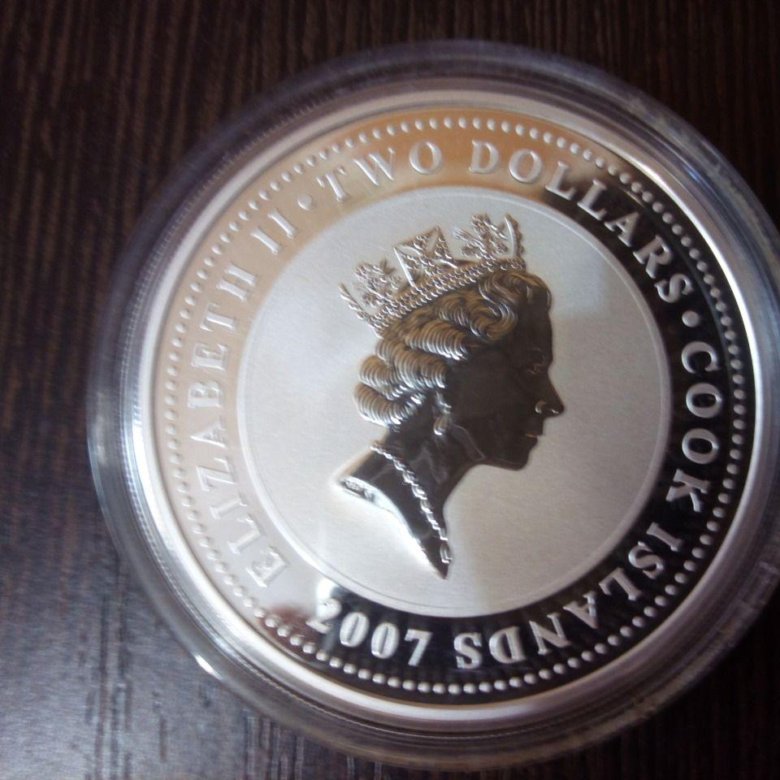 ELIZABETH II · TWO DOLLARS · COOK ISLANDS
2007